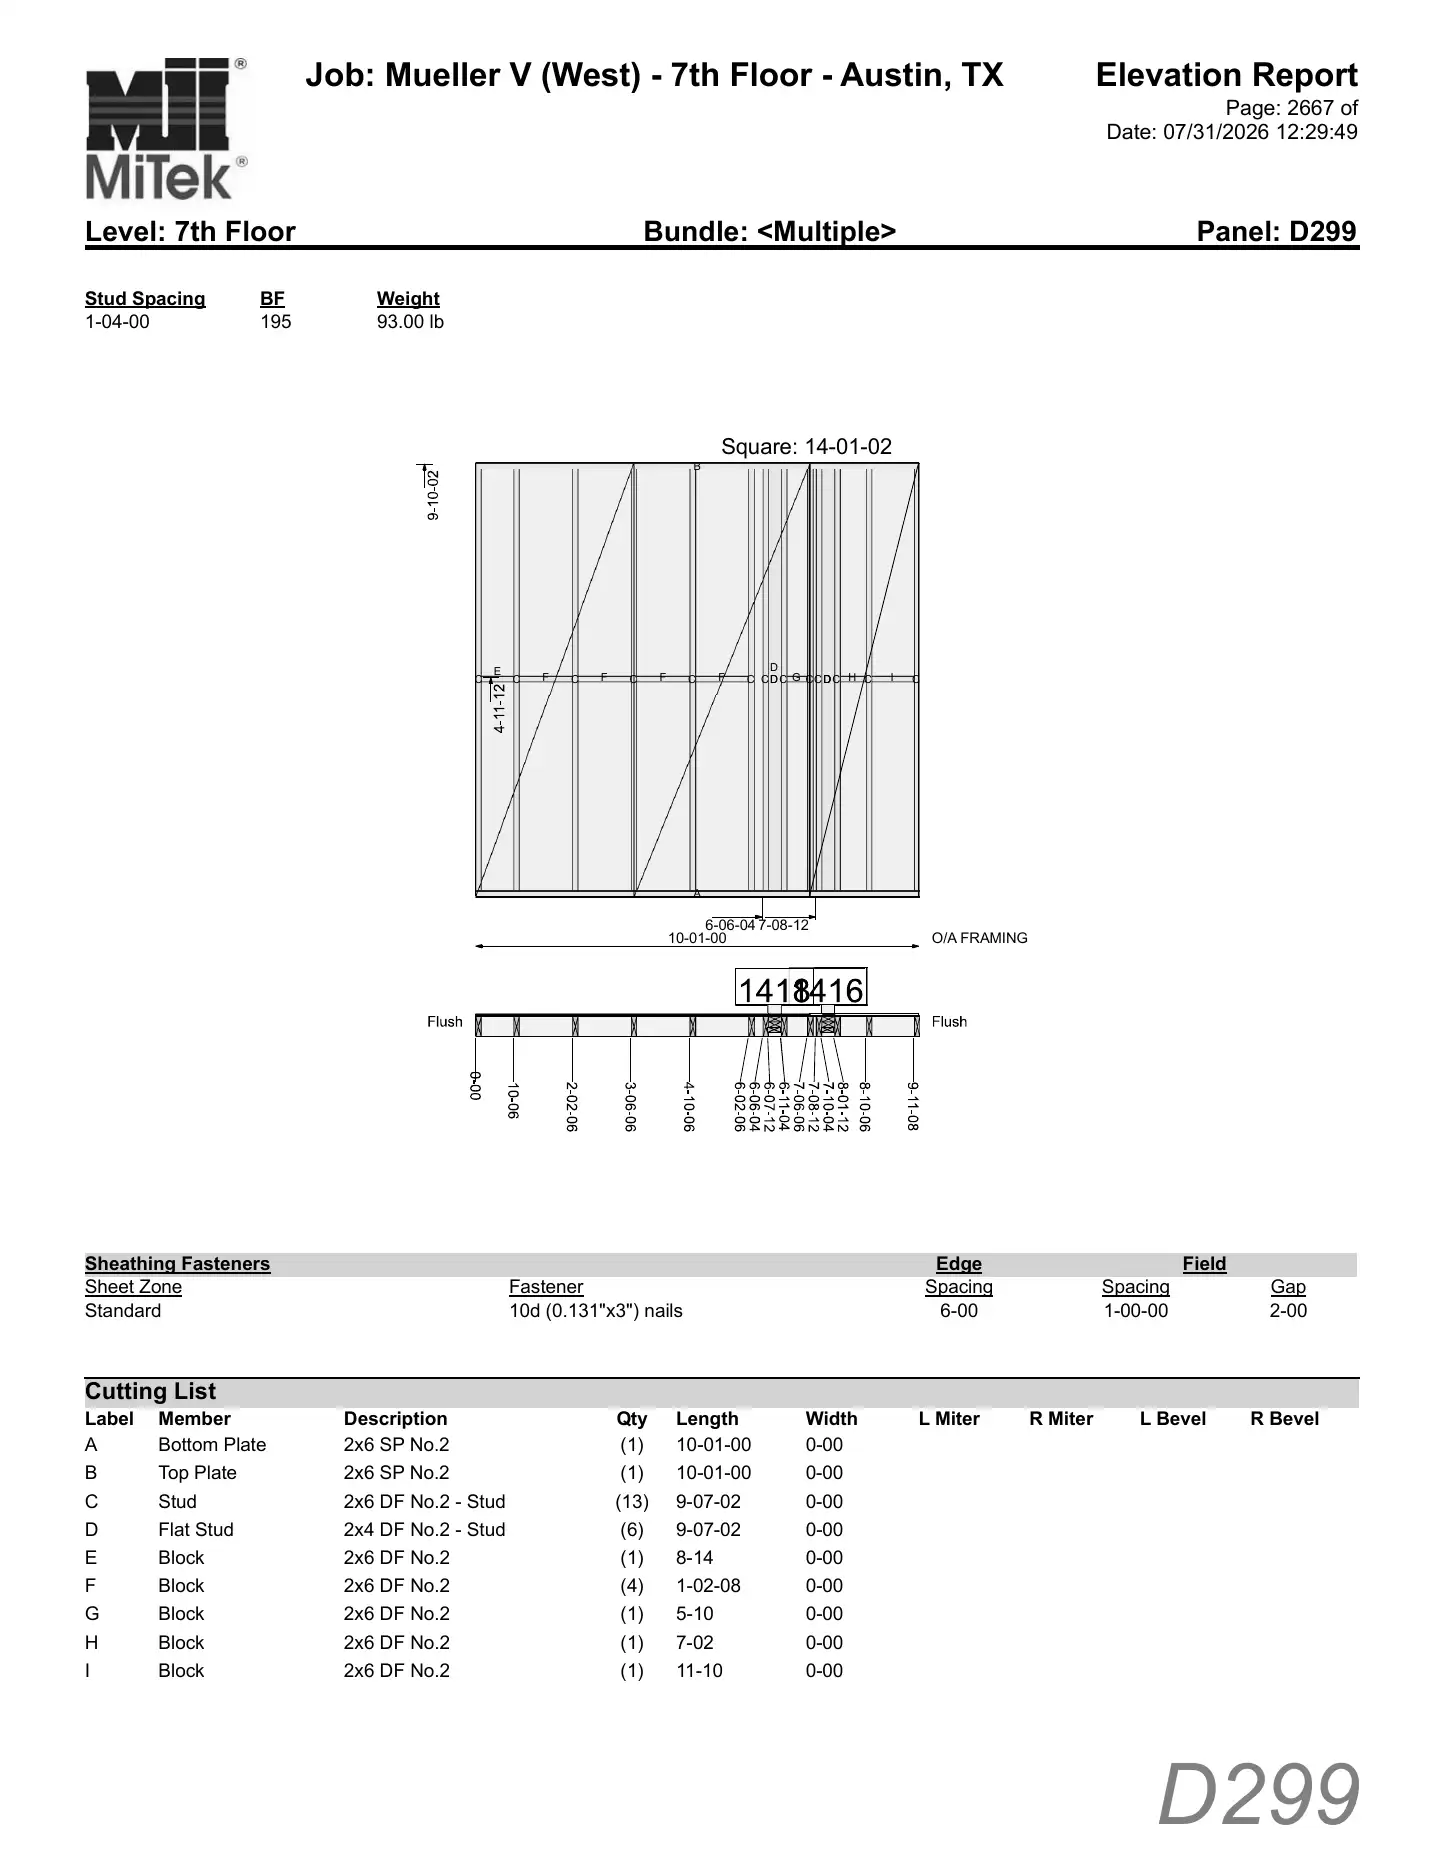 Job: Mueller V (West) - 7th Floor - Austin, TX
Elevation Report
Page: 2667 of
Date: 07/31/2026 12:29:49
MiTek®
Level: 7th Floor Bundle: <Multiple> Panel: D299
Stud Spacing BF Weight
1-04-00 195 93.00 lb
Square: 14-01-02
B
9-10-02
E D
C C F C F C F C F C C D C G C C D C H C I C
4-11-12
A
6-06-04 7-08-12
10-01-00 O/A FRAMING
1418 1416
Flush Flush
0-00 10-06 2-02-06 3-06-06 4-10-06 6-02-06 6-06-04 6-07-12 6-11-04 7-06-06 7-08-12 7-10-04 8-01-12 8-10-06 9-11-08
Sheathing Fasteners Edge Field
Sheet Zone Fastener Spacing Spacing Gap
Standard 10d (0.131"x3") nails 6-00 1-00-00 2-00
Cutting List
Label Member Description Qty Length Width L Miter R Miter L Bevel R Bevel
A Bottom Plate 2x6 SP No.2 (1) 10-01-00 0-00
B Top Plate 2x6 SP No.2 (1) 10-01-00 0-00
C Stud 2x6 DF No.2 - Stud (13) 9-07-02 0-00
D Flat Stud 2x4 DF No.2 - Stud (6) 9-07-02 0-00
E Block 2x6 DF No.2 (1) 8-14 0-00
F Block 2x6 DF No.2 (4) 1-02-08 0-00
G Block 2x6 DF No.2 (1) 5-10 0-00
H Block 2x6 DF No.2 (1) 7-02 0-00
I Block 2x6 DF No.2 (1) 11-10 0-00
D299